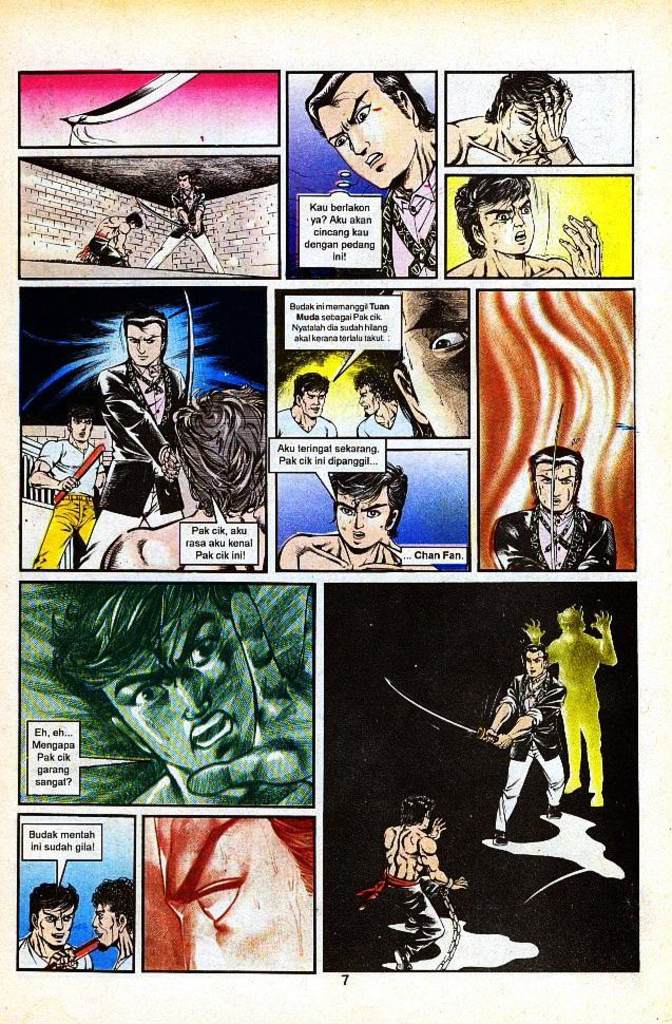 Kau berlakon
ya? Aku akan
cincang kau
dengan pedang
ini!
Budak ini memanggil Tuan
Muda sebagai Pak cik.
Nyatalah dia sudah hilang
akal kerana terlalu takut.
Pak cik, aku
rasa aku kenal
Pak cik ini!
Aku teringat sekarang.
Pak cik ini dipanggil...
... Chan Fan.
Eh, eh...
Mengapa
Pak cik
garang
sangat?
Budak mentah
ini sudah gila!
7